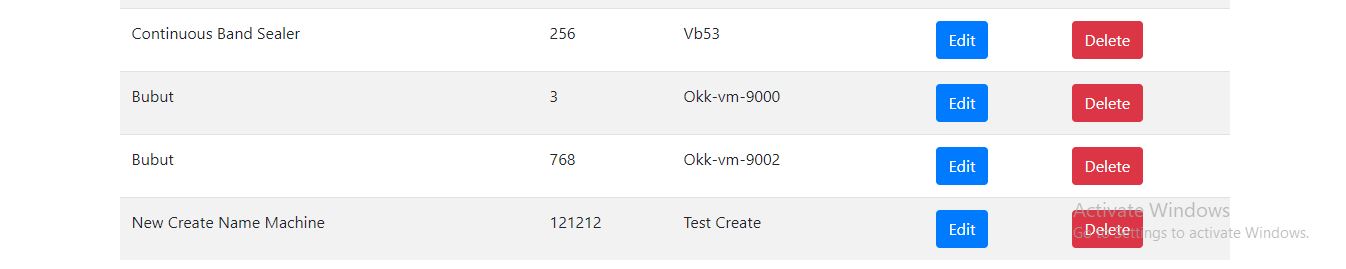 Continuous Band Sealer 256 Vb53 Edit Delete
Bubut 3 Okk-vm-9000 Edit Delete
Bubut 768 Okk-vm-9002 Edit Delete
New Create Name Machine 121212 Test Create Edit Delete
Activate Windows
Go to Settings to activate Windows.